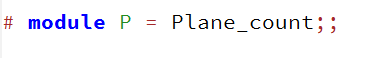 # module P = Plane_count;;